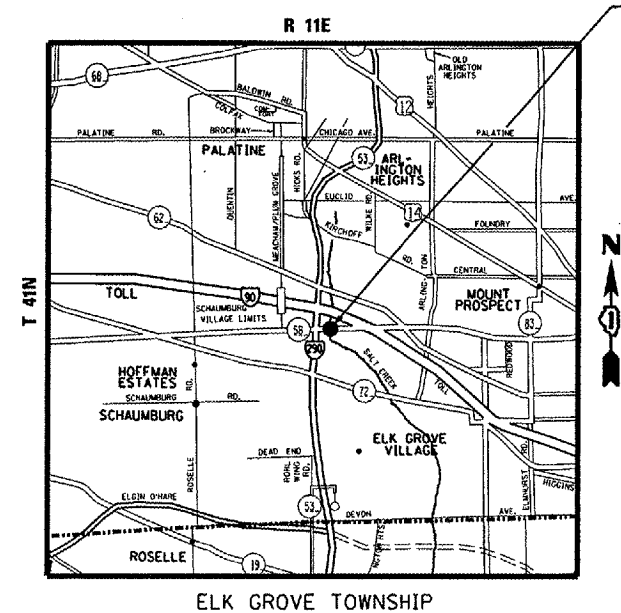 R 11E
OLD
ARLINGTON
HEIGHTS
68
BALDWIN RD.
COLFAX
12
HEIGHTS
PALATINE RD.
BROCKWAY
CHICAGO AVE.
PALATINE
PALATINE
53
ARL-
INGTON
HEIGHTS
HICKS RD.
QUENTIN
MEACHAM/PLUM GROVE
EUCLID AVE.
WILKE RD.
14
62
KIRCHOFF RD.
FOUNDRY
N
T 41N
TOLL
90
CENTRAL
ARLINGTON
MOUNT
PROSPECT
SCHAUMBURG
VILLAGE LIMITS
58
83
290
REDWOOD
HOFFMAN
ESTATES
SALT CREEK
TOLL
72
SCHAUMBURG RD.
RD.
SCHAUMBURG
ELK GROVE
VILLAGE
DEAD END
ROHL
WING
RD.
ROSELLE
ELMHURST RD.
HIGGINS
ELGIN O'HARE
53
DEVON AVE.
ROSELLE
19
ELK GROVE TOWNSHIP